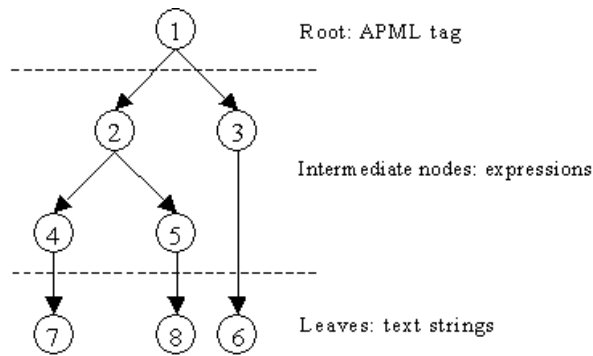 1 Root: APML tag
2 3
Intermediate nodes: expressions
4 5
7 8 6 Leaves: text strings